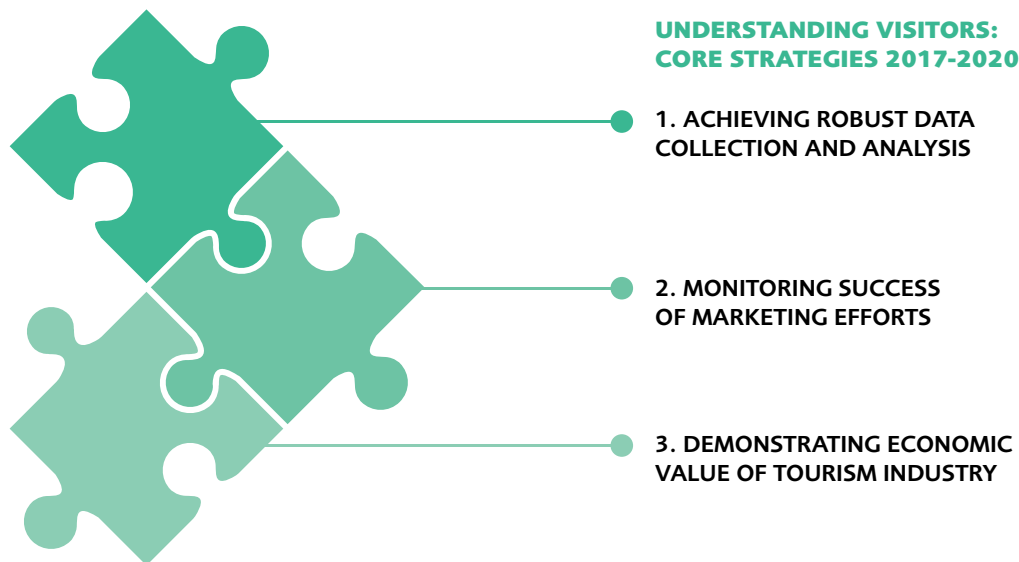 UNDERSTANDING VISITORS:
CORE STRATEGIES 2017-2020
1. ACHIEVING ROBUST DATA
COLLECTION AND ANALYSIS
2. MONITORING SUCCESS
OF MARKETING EFFORTS
3. DEMONSTRATING ECONOMIC
VALUE OF TOURISM INDUSTRY